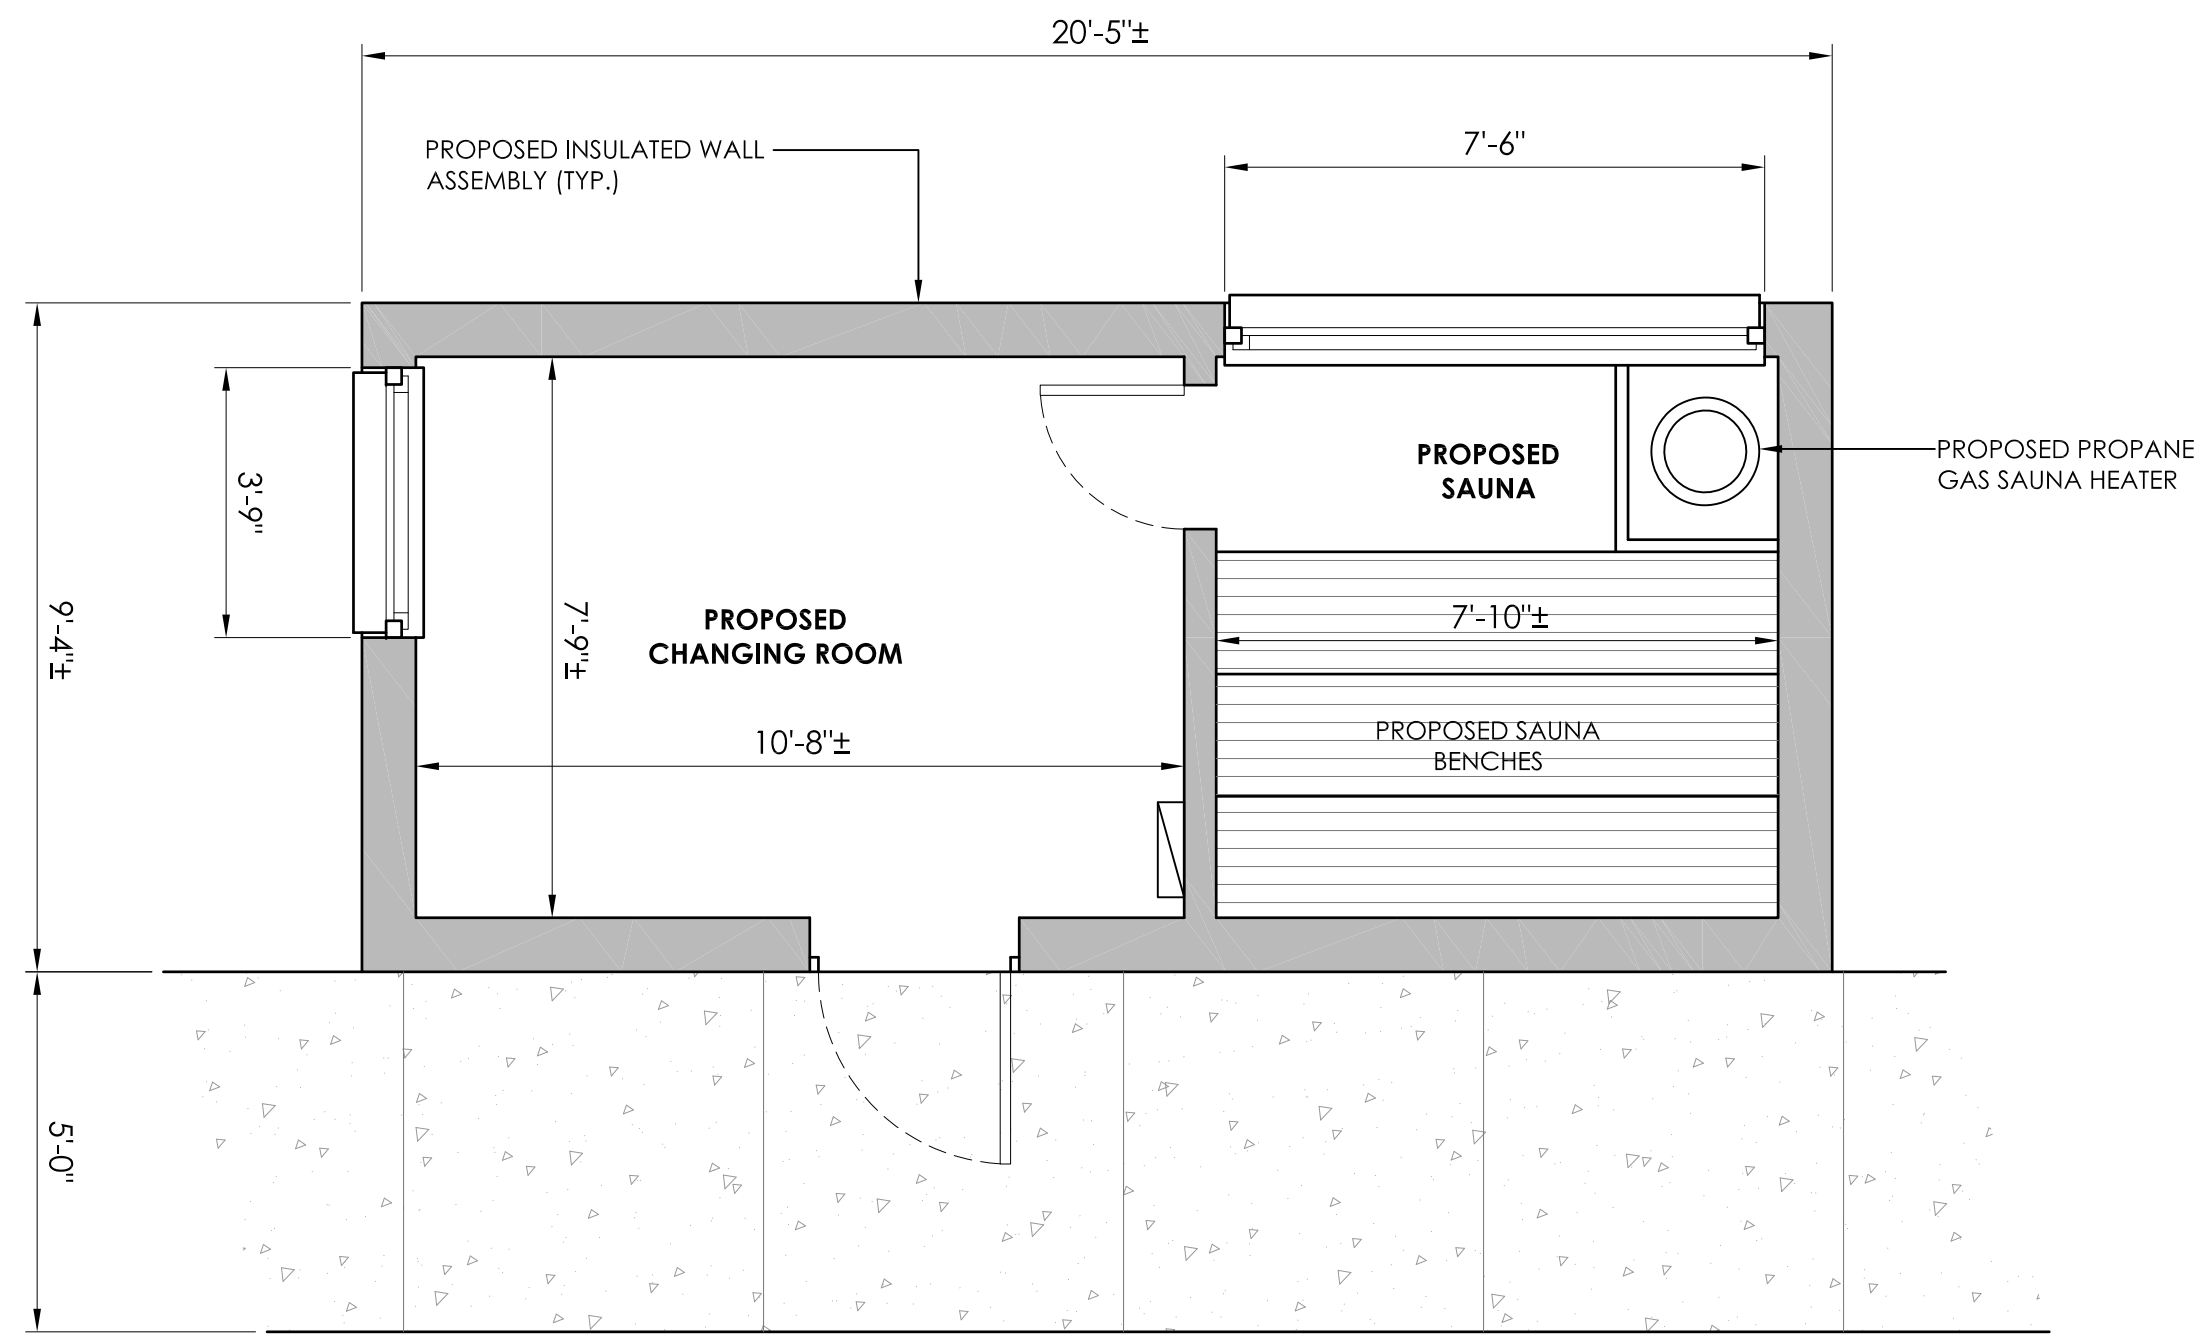 20'-5"±
PROPOSED INSULATED WALL
ASSEMBLY (TYP.)
7'-6"
3'-9"
9'-4"±
7'-9"±
PROPOSED
SAUNA
PROPOSED PROPANE
GAS SAUNA HEATER
PROPOSED
CHANGING ROOM
7'-10"±
10'-8"±
PROPOSED SAUNA
BENCHES
5'-0"